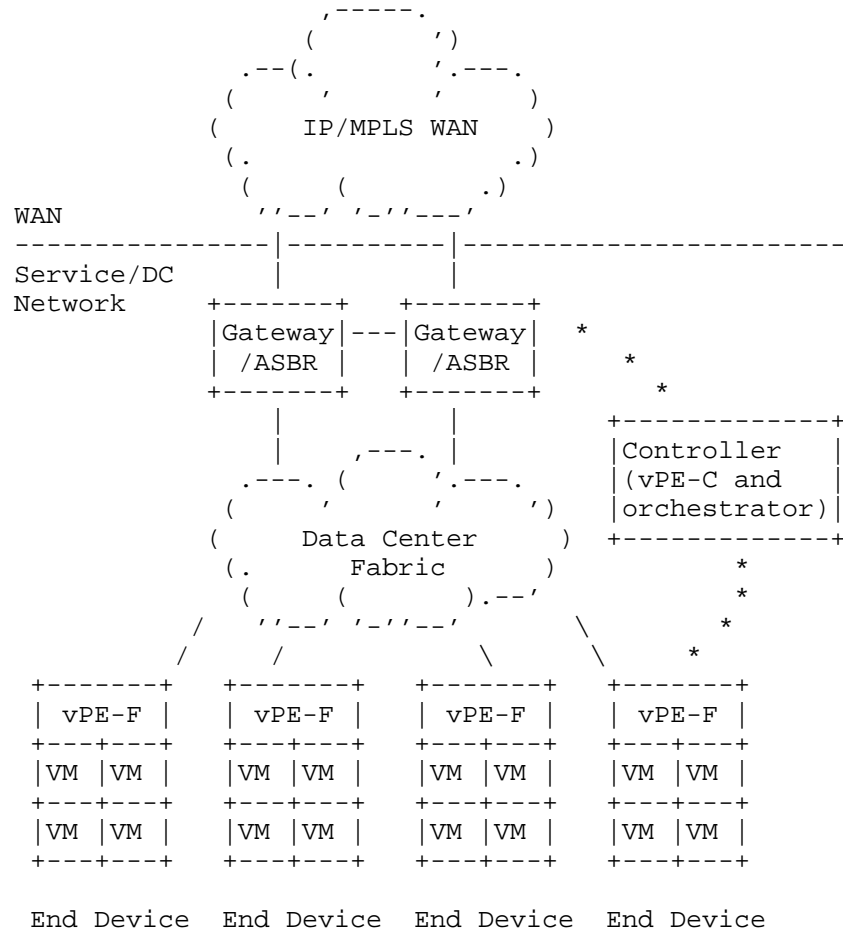 IP/MPLS WAN
WAN
Service/DC
Network
Gateway Gateway
/ASBR /ASBR
Controller
(vPE-C and
orchestrator)
Data Center
Fabric
vPE-F vPE-F vPE-F vPE-F
VM VM VM VM VM VM VM VM
VM VM VM VM VM VM VM VM
End Device End Device End Device End Device